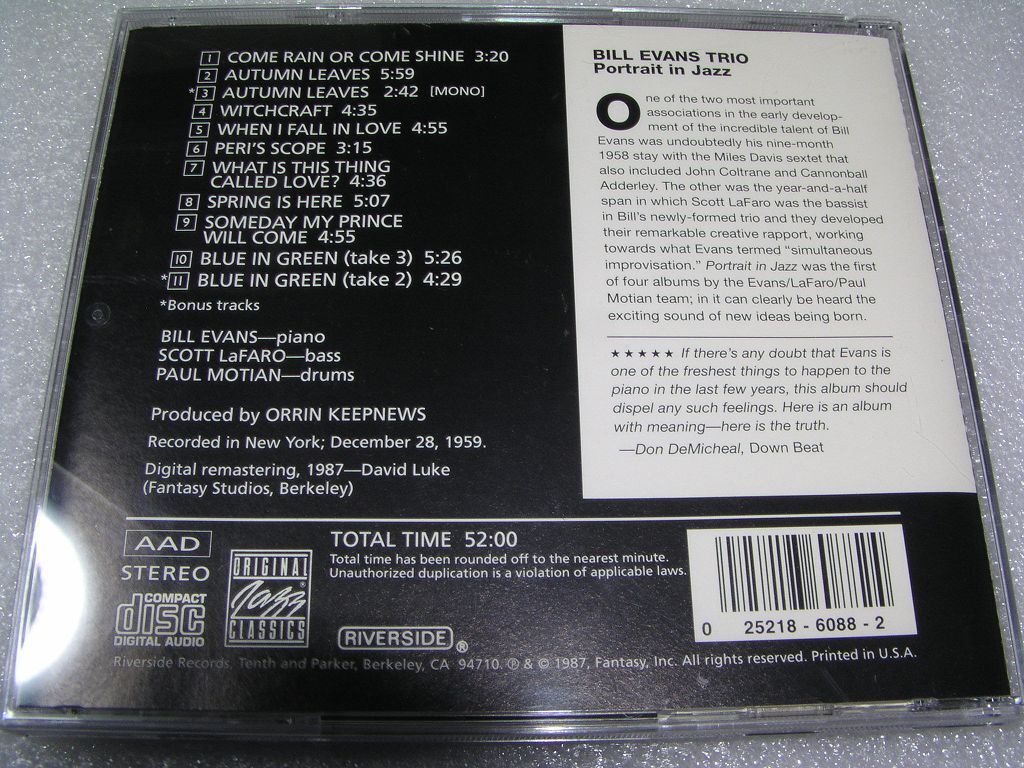 1 COME RAIN OR COME SHINE 3:20
2 AUTUMN LEAVES 5:59
*3 AUTUMN LEAVES 2:42 [MONO]
4 WITCHCRAFT 4:35
5 WHEN I FALL IN LOVE 4:55
6 PERI'S SCOPE 3:15
7 WHAT IS THIS THING
CALLED LOVE? 4:36
8 SPRING IS HERE 5:07
9 SOMEDAY MY PRINCE
WILL COME 4:55
10 BLUE IN GREEN (take 3) 5:26
*11 BLUE IN GREEN (take 2) 4:29
*Bonus tracks
BILL EVANS—piano
SCOTT LaFARO—bass
PAUL MOTIAN—drums
Produced by ORRIN KEEPNEWS
Recorded in New York; December 28, 1959.
Digital remastering, 1987—David Luke
(Fantasy Studios, Berkeley)
BILL EVANS TRIO
Portrait in Jazz
One of the two most important
associations in the early develop-
ment of the incredible talent of Bill
Evans was undoubtedly his nine-month
1958 stay with the Miles Davis sextet that
also included John Coltrane and Cannonball
Adderley. The other was the year-and-a-half
span in which Scott LaFaro was the bassist
in Bill's newly-formed trio and they developed
their remarkable creative rapport, working
towards what Evans termed "simultaneous
improvisation." Portrait in Jazz was the first
of four albums by the Evans/LaFaro/Paul
Motian team; in it can clearly be heard the
exciting sound of new ideas being born.
★★★★★ If there's any doubt that Evans is
one of the freshest things to happen to the
piano in the last few years, this album should
dispel any such feelings. Here is an album
with meaning—here is the truth.
—Don DeMicheal, Down Beat
AAD
STEREO
COMPACT
disc
DIGITAL AUDIO
ORIGINAL
Jazz
CLASSICS
®
TOTAL TIME 52:00
Total time has been rounded off to the nearest minute.
Unauthorized duplication is a violation of applicable laws.
RIVERSIDE®
0 25218-6088-2
Riverside Records, Tenth and Parker, Berkeley, CA 94710. ℗ & © 1987, Fantasy, Inc. All rights reserved. Printed in U.S.A.